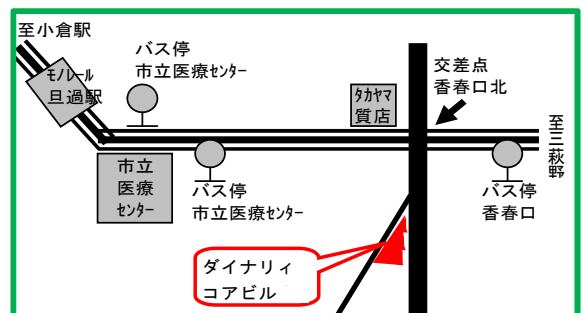 至小倉駅
バス停
市立医療ｾﾝﾀｰ
ﾓﾉﾚｰﾙ
旦過駅
ﾀｶﾔﾏ
質店
交差点
香春口北
至三萩野
市立
医療
ｾﾝﾀｰ
バス停
市立医療ｾﾝﾀｰ
バス停
香春口
ダイナリィ
コアビル